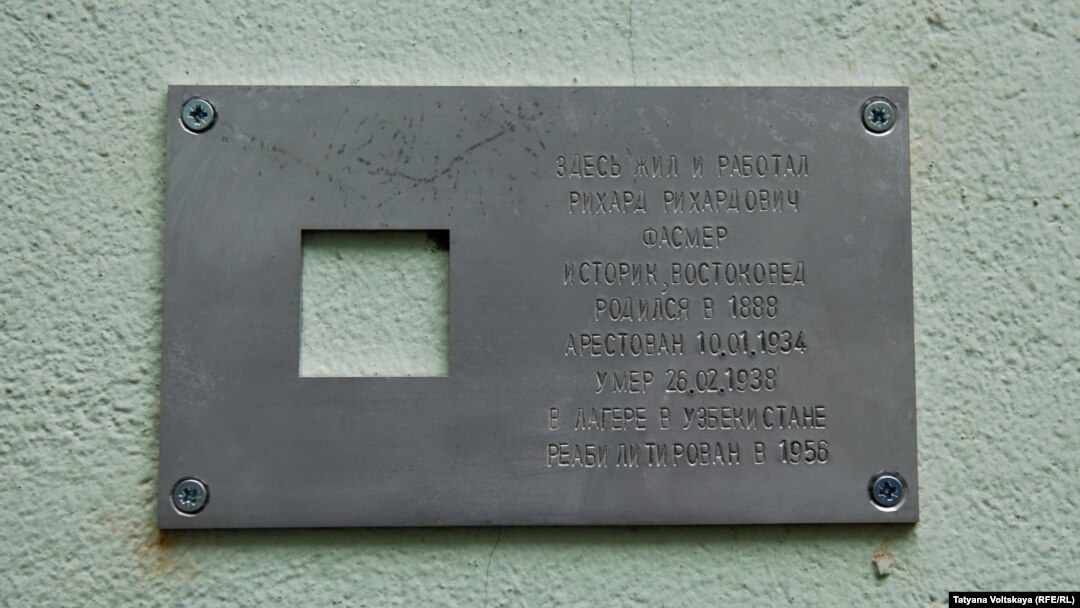 ЗДЕСЬ ЖИЛ И РАБОТАЛ
РИХАРД РИХАРДОВИЧ
ФАСМЕР
ИСТОРИК, ВОСТОКОВЕД
РОДИЛСЯ В 1888
АРЕСТОВАН 10.01.1934
УМЕР 26.02.1938
В ЛАГЕРЕ В УЗБЕКИСТАНЕ
РЕАБИЛИТИРОВАН В 1956
Tatyana Voltskaya (RFE/RL)